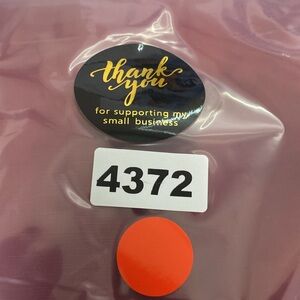 thank
you
for supporting my
small business
4372